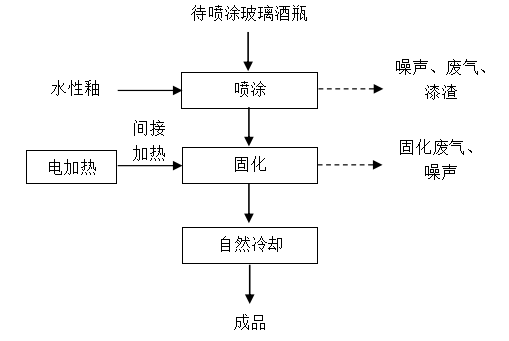 待喷涂玻璃酒瓶
水性釉
喷涂
噪声、废气、
漆渣
间接
加热
电加热
固化
固化废气、
噪声
自然冷却
成品